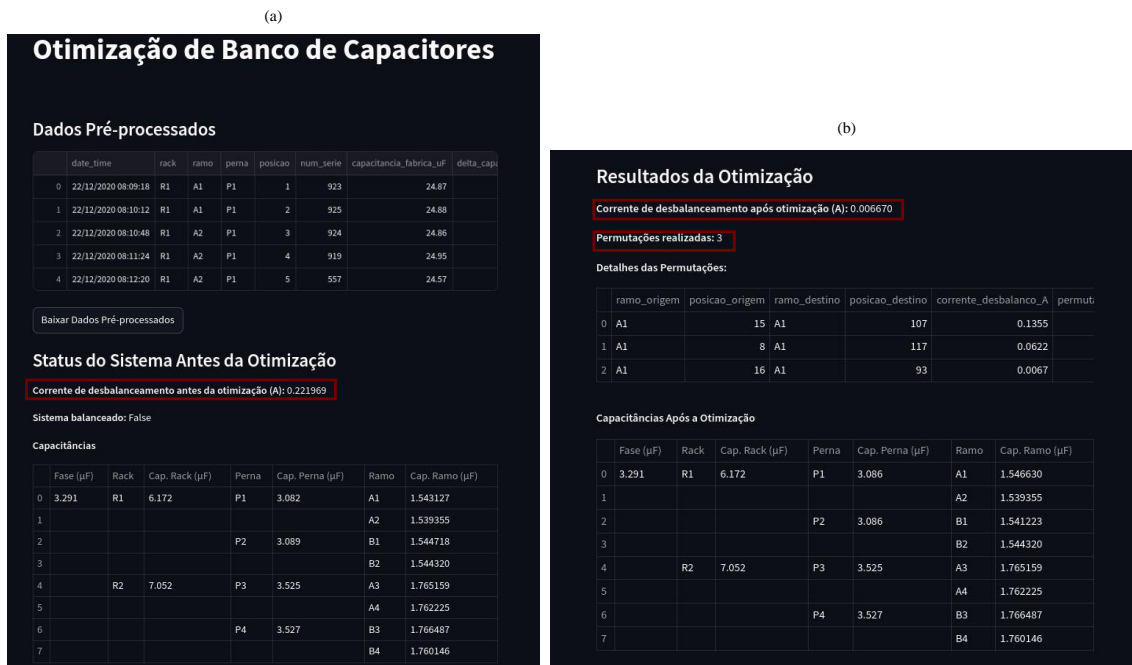 (a)
Otimização de Banco de Capacitores
Dados Pré-processados
date_time rack ramo perna posicao num_serie capacitancia_fabrica_uF delta_capa
0 22/12/2020 08:09:18 R1 A1 P1 1 923 24.87
1 22/12/2020 08:10:12 R1 A1 P1 2 925 24.88
2 22/12/2020 08:10:48 R1 A2 P1 3 924 24.86
3 22/12/2020 08:11:24 R1 A2 P1 4 919 24.95
4 22/12/2020 08:12:20 R1 A2 P1 5 557 24.57
Baixar Dados Pré-processados
Status do Sistema Antes da Otimização
Corrente de desbalanceamento antes da otimização (A): 0.221969
Sistema balanceado: False
Capacitâncias
Fase (µF) Rack Cap. Rack (µF) Perna Cap. Perna (µF) Ramo Cap. Ramo (µF)
0 3.291 R1 6.172 P1 3.082 A1 1.543127
1 A2 1.539355
2 P2 3.089 B1 1.544718
3 B2 1.544320
4 R2 7.052 P3 3.525 A3 1.765159
5 A4 1.762225
6 P4 3.527 B3 1.766487
7 B4 1.760146
(b)
Resultados da Otimização
Corrente de desbalanceamento após otimização (A): 0.006670
Permutações realizadas: 3
Detalhes das Permutações:
ramo_origem posicao_origem ramo_destino posicao_destino corrente_desbalanco_A permuta
0 A1 15 A1 107 0.1355
1 A1 8 A1 117 0.0622
2 A1 16 A1 93 0.0067
Capacitâncias Após a Otimização
Fase (µF) Rack Cap. Rack (µF) Perna Cap. Perna (µF) Ramo Cap. Ramo (µF)
0 3.291 R1 6.172 P1 3.086 A1 1.546630
1 A2 1.539355
2 P2 3.086 B1 1.541223
3 B2 1.544320
4 R2 7.052 P3 3.525 A3 1.765159
5 A4 1.762225
6 P4 3.527 B3 1.766487
7 B4 1.760146